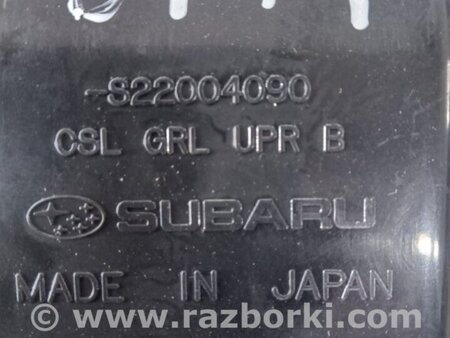 -S22004090
CSL GRL UPR B
SUBARU
MADE IN JAPAN
© www.razborki.com